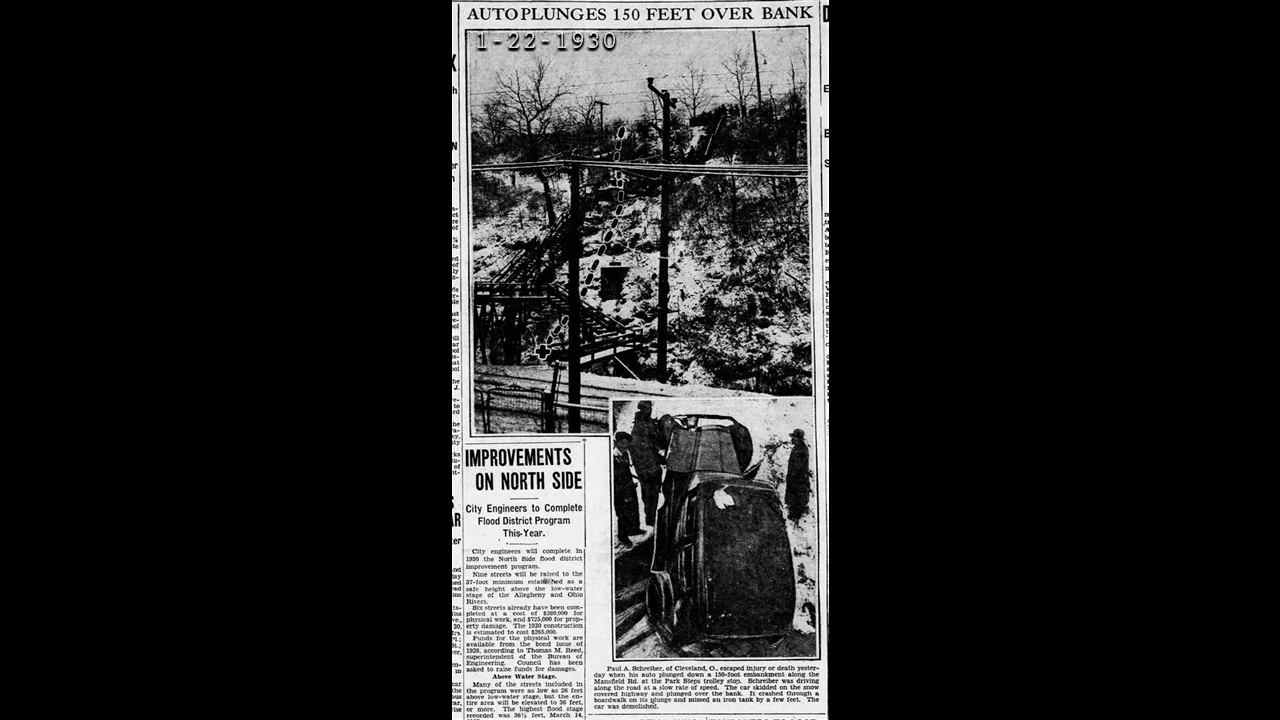 AUTO PLUNGES 150 FEET OVER BANK
1-22-1930
IMPROVEMENTS
ON NORTH SIDE
City Engineers to Complete
Flood District Program
This Year.
City engineers will complete in
1930 the North Side flood district
improvement program.
Nine streets will be raised to the
37-foot minimum established as a
safe height above the low-water
stage of the Allegheny and Ohio
Rivers.
Six streets already have been com-
pleted at a cost of $260,000 for
physical work, and $725,000 for prop-
erty damage. The 1930 construction
is estimated to cost $265,000.
Funds for the physical work are
available from the bond issue of
1928, according to Thomas M. Reed,
superintendent of the Bureau of
Engineering. Council has been
asked to raise funds for damages.
Above Water Stage.
Many of the streets included in
the program were as low as 26 feet
above low-water stage, but the en-
tire area will be elevated to 36 feet,
or more. The highest flood stage
recorded was 36½ feet, March 14,
Paul A. Schreiber, of Cleveland, O., escaped injury or death yester-
day when his auto plunged down a 150-foot embankment along the
Mansfield Rd. at the Park Steps trolley stop. Schreiber was driving
along the road at a slow rate of speed. The car skidded on the snow
covered highway and plunged over the bank. It crashed through a
boardwalk on its plunge and missed an iron tank by a few feet. The
car was demolished.